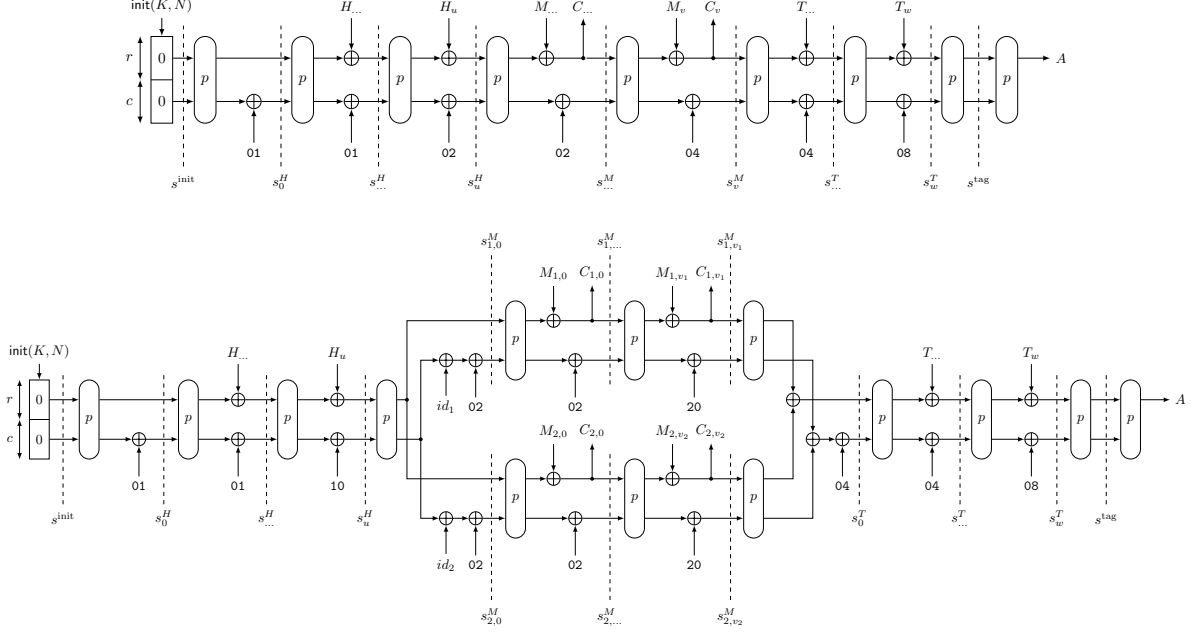 init(K, N)
H... H_u M... C... M_v C_v T... T_w
r 0 p p p p p p p p p A
c 0
01 01 02 02 04 04 08
s^init s_0^H s_...^H s_u^H s_...^M s_v^M s_...^T s_w^T s^tag
s_{1,0}^M s_{1,...}^M s_{1,v_1}^M
M_{1,0} C_{1,0} M_{1,v_1} C_{1,v_1}
p p p
init(K, N) H... H_u id_1 02 02 20 T... T_w
r 0 p p p p p p p p A
c 0
M_{2,0} C_{2,0} M_{2,v_2} C_{2,v_2}
01 01 10 04 04 08
p p p
s^init s_0^H s_...^H s_u^H s_0^T s_...^T s_w^T s^tag
id_2 02 02 20
s_{2,0}^M s_{2,...}^M s_{2,v_2}^M